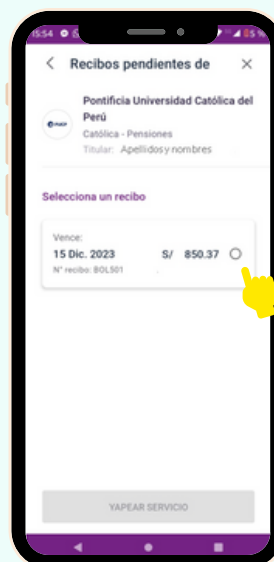 15:54
Recibos pendientes de
Pontificia Universidad Católica del
Perú
PUCP
Católica - Pensiones
Titular: Apellidos y nombres
Selecciona un recibo
Vence:
15 Dic. 2023 S/ 850.37
N° recibo: BOL501
YAPEAR SERVICIO